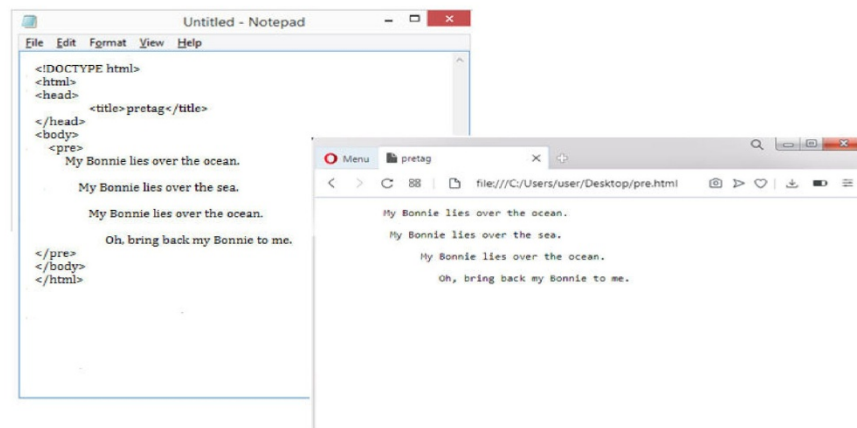 Untitled - Notepad
File Edit Format View Help
<!DOCTYPE html>
<html>
<head>
<title>pretag</title>
</head>
<body>
<pre>
My Bonnie lies over the ocean.
My Bonnie lies over the sea.
My Bonnie lies over the ocean.
Oh, bring back my Bonnie to me.
</pre>
</body>
</html>
Menu pretag
file:///C:/Users/user/Desktop/pre.html
My Bonnie lies over the ocean.
My Bonnie lies over the sea.
My Bonnie lies over the ocean.
Oh, bring back my Bonnie to me.